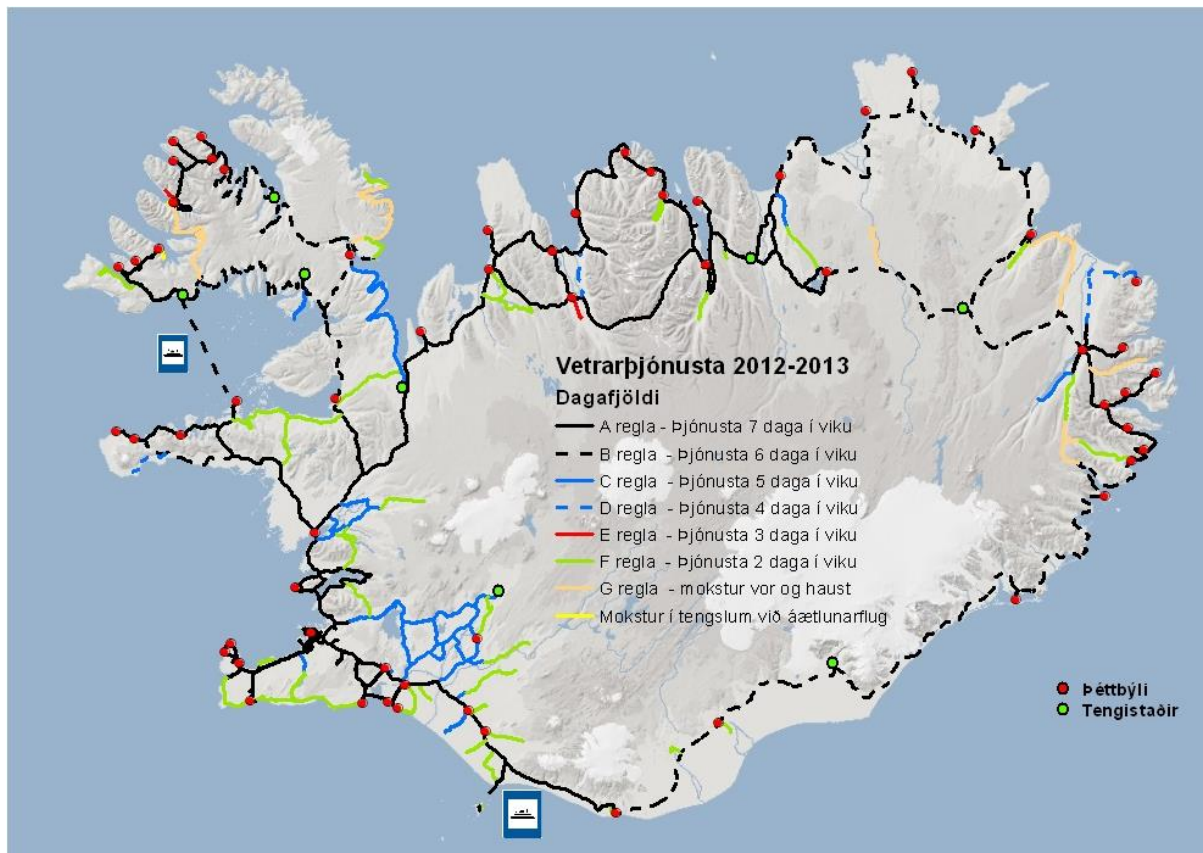 Vetrarþjónusta 2012-2013
Dagafjöldi
A regla - Þjónusta 7 daga í viku
B regla - Þjónusta 6 daga í viku
C regla - Þjónusta 5 daga í viku
D regla - Þjónusta 4 daga í viku
E regla - Þjónusta 3 daga í viku
F regla - Þjónusta 2 daga í viku
G regla - mokstur vor og haust
Mokstur í tengslum við áætlunarflug
Þéttbýli
Tengistaðir